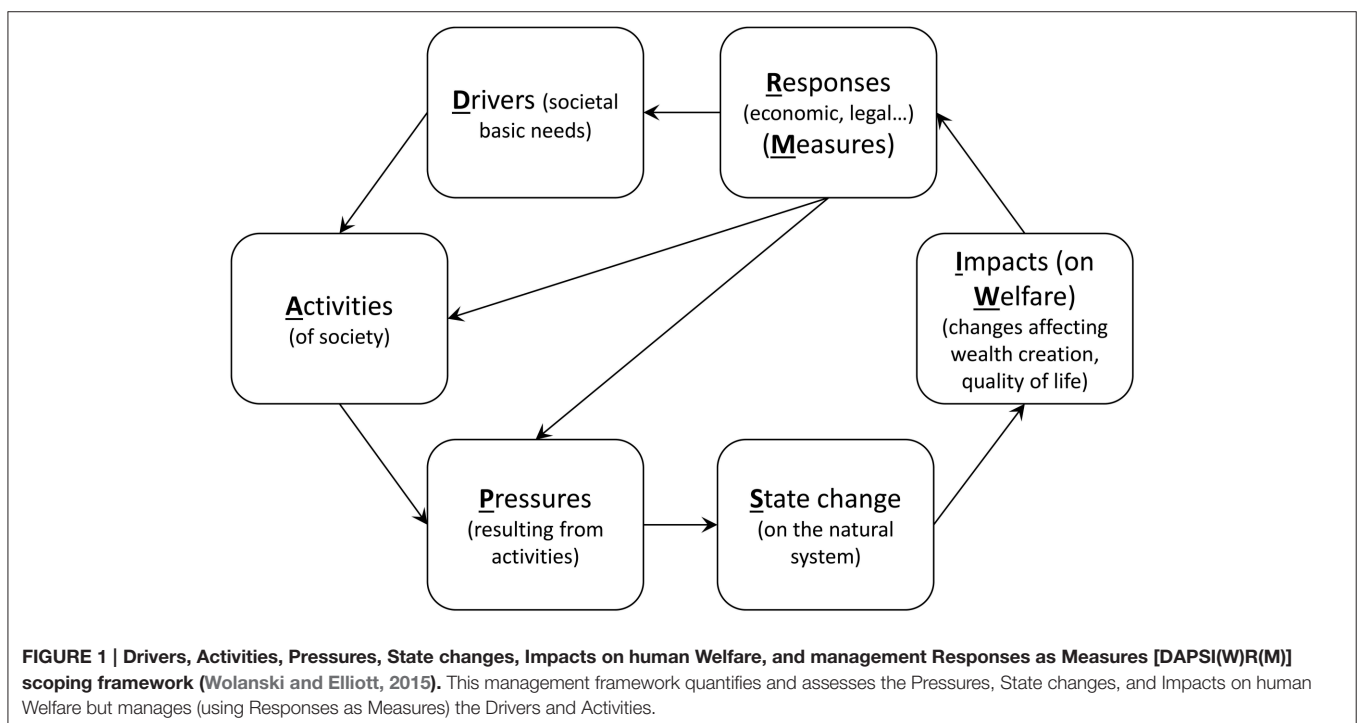 Drivers (societal
basic needs)
Responses
(economic, legal...)
(Measures)
Activities
(of society)
Impacts (on
Welfare)
(changes affecting
wealth creation,
quality of life)
Pressures
(resulting from
activities)
State change
(on the natural
system)
FIGURE 1 | Drivers, Activities, Pressures, State changes, Impacts on human Welfare, and management Responses as Measures [DAPSI(W)R(M)]
scoping framework (Wolanski and Elliott, 2015). This management framework quantifies and assesses the Pressures, State changes, and Impacts on human
Welfare but manages (using Responses as Measures) the Drivers and Activities.